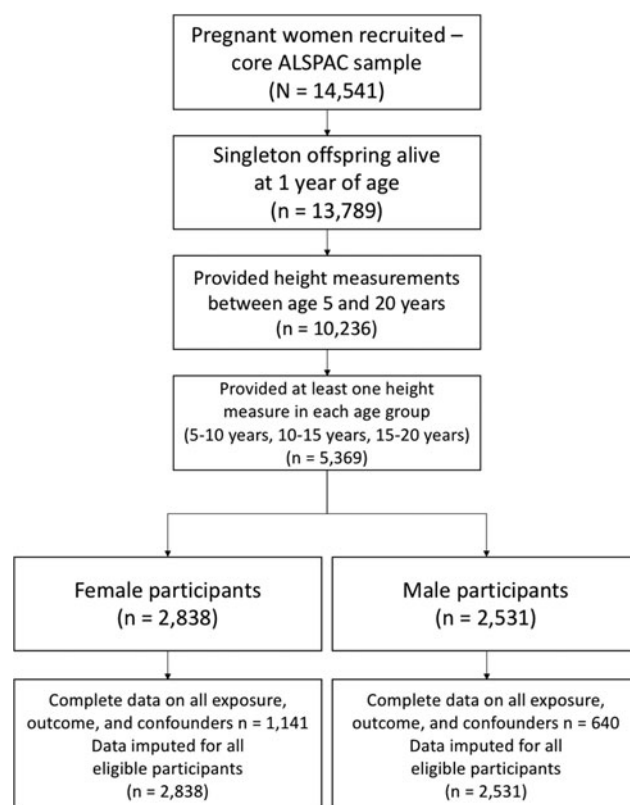 Pregnant women recruited –
core ALSPAC sample
(N = 14,541)
Singleton offspring alive
at 1 year of age
(n = 13,789)
Provided height measurements
between age 5 and 20 years
(n = 10,236)
Provided at least one height
measure in each age group
(5-10 years, 10-15 years, 15-20 years)
(n = 5,369)
Female participants
(n = 2,838)
Male participants
(n = 2,531)
Complete data on all exposure,
outcome, and confounders n = 1,141
Data imputed for all
eligible participants
(n = 2,838)
Complete data on all exposure,
outcome, and confounders n = 640
Data imputed for all
eligible participants
(n = 2,531)